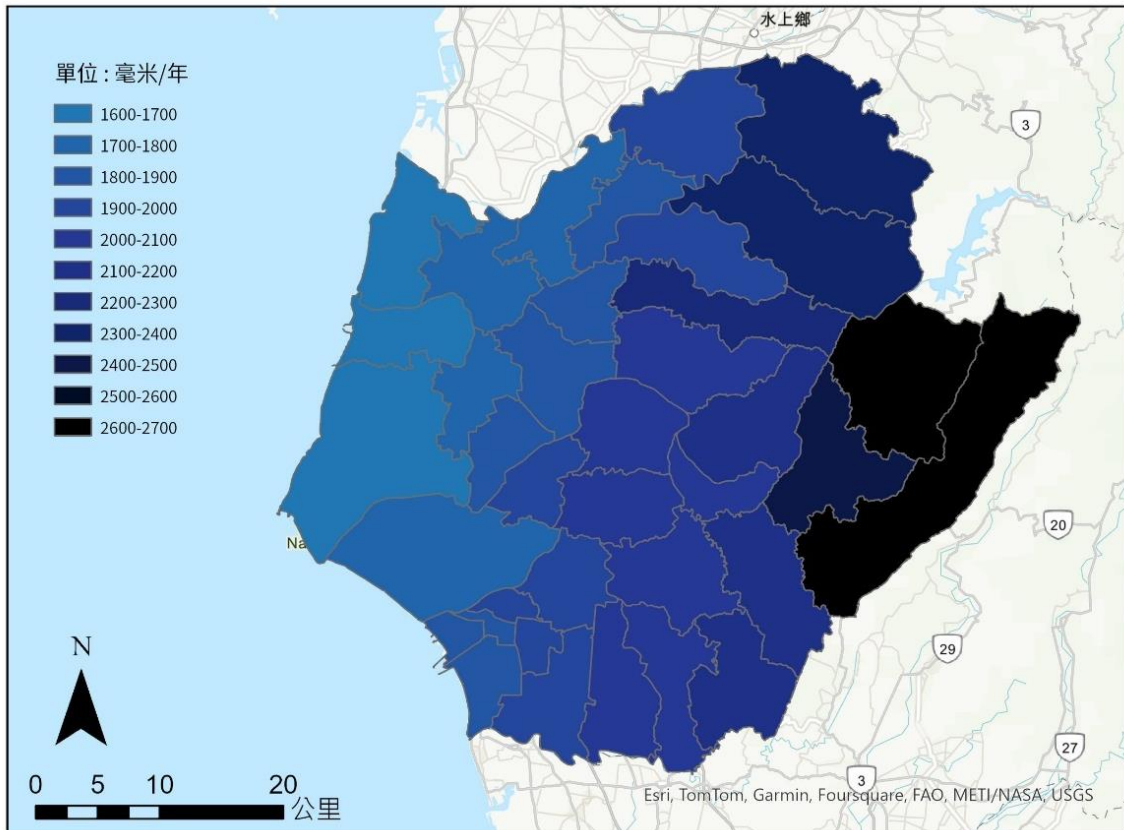 水上鄉
單位 : 毫米/年
1600-1700
1700-1800
1800-1900
1900-2000
2000-2100
2100-2200
2200-2300
2300-2400
2400-2500
2500-2600
2600-2700
3
20
Na
29
27
3
N
0 5 10 20 公里
Esri, TomTom, Garmin, Foursquare, FAO, METI/NASA, USGS